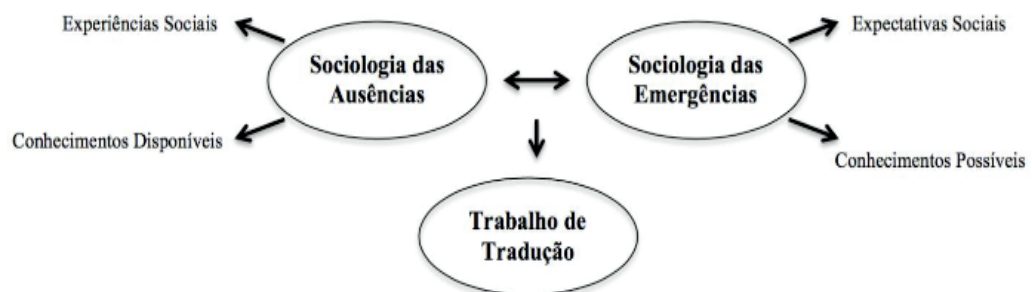 Experiências Sociais
Expectativas Sociais
Sociologia das
Ausências
Sociologia das
Emergências
Conhecimentos Disponíveis
Conhecimentos Possíveis
Trabalho de
Tradução